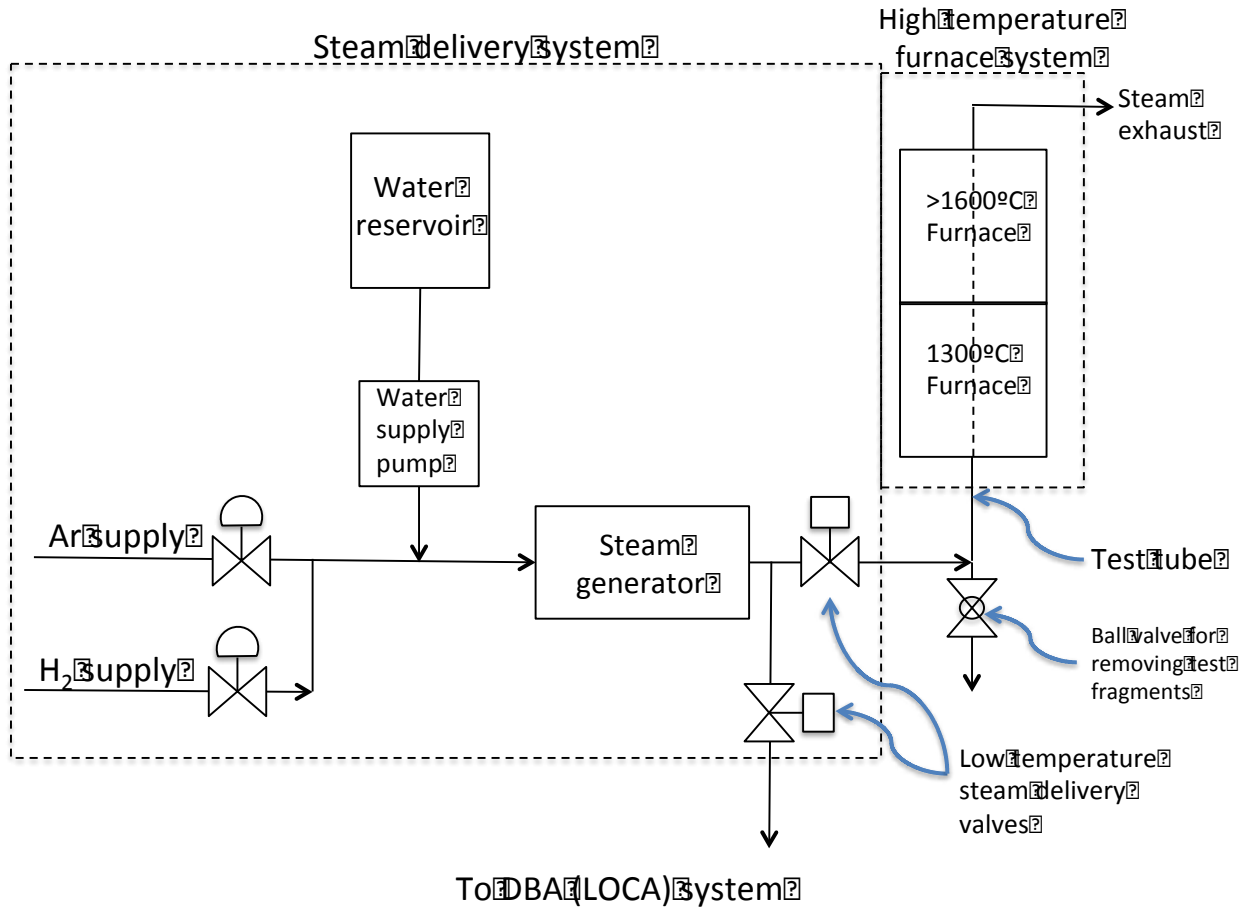 High temperature
furnace system
Steam delivery system
Steam
exhaust
Water
reservoir
>1600ºC
Furnace
1300ºC
Furnace
Water
supply
pump
Ar supply
Steam
generator
Test tube
H₂ supply
Ball valve for
removing test
fragments
Low temperature
steam delivery
valves
To DBA (LOCA) system